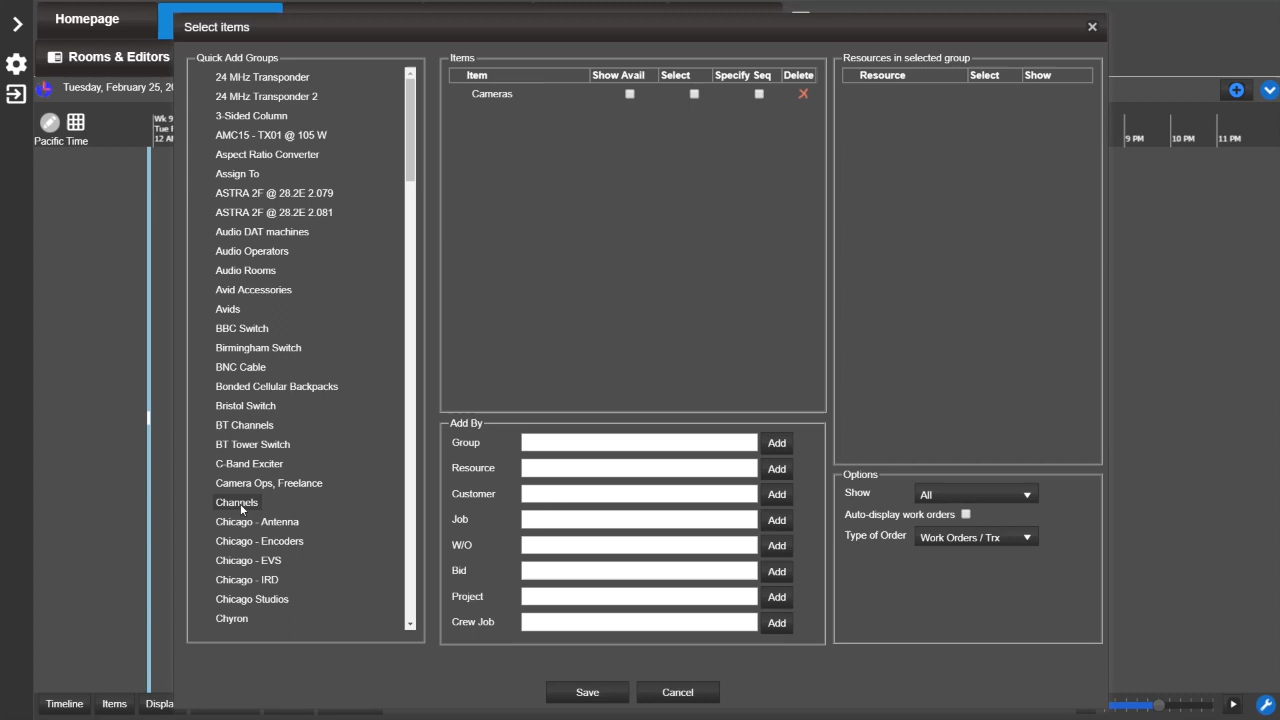 Homepage
Select items
Rooms & Editors
Tuesday, February 25, 20
Pacific Time
Wk 9
Tue F
12 AM
Quick Add Groups
24 MHz Transponder
24 MHz Transponder 2
3-Sided Column
AMC15 - TX01 @ 105 W
Aspect Ratio Converter
Assign To
ASTRA 2F @ 28.2E 2.079
ASTRA 2F @ 28.2E 2.081
Audio DAT machines
Audio Operators
Audio Rooms
Avid Accessories
Avids
BBC Switch
Birmingham Switch
BNC Cable
Bonded Cellular Backpacks
Bristol Switch
BT Channels
BT Tower Switch
C-Band Exciter
Camera Ops, Freelance
Channels
Chicago - Antenna
Chicago - Encoders
Chicago - EVS
Chicago - IRD
Chicago Studios
Chyron
Items
Item Show Avail Select Specify Seq Delete
Cameras
Add By
Group Add
Resource Add
Customer Add
Job Add
W/O Add
Bid Add
Project Add
Crew Job Add
Resources in selected group
Resource Select Show
Options
Show All
Auto-display work orders
Type of Order Work Orders / Trx
9 PM 10 PM 11 PM
Save Cancel
Timeline Items Displa